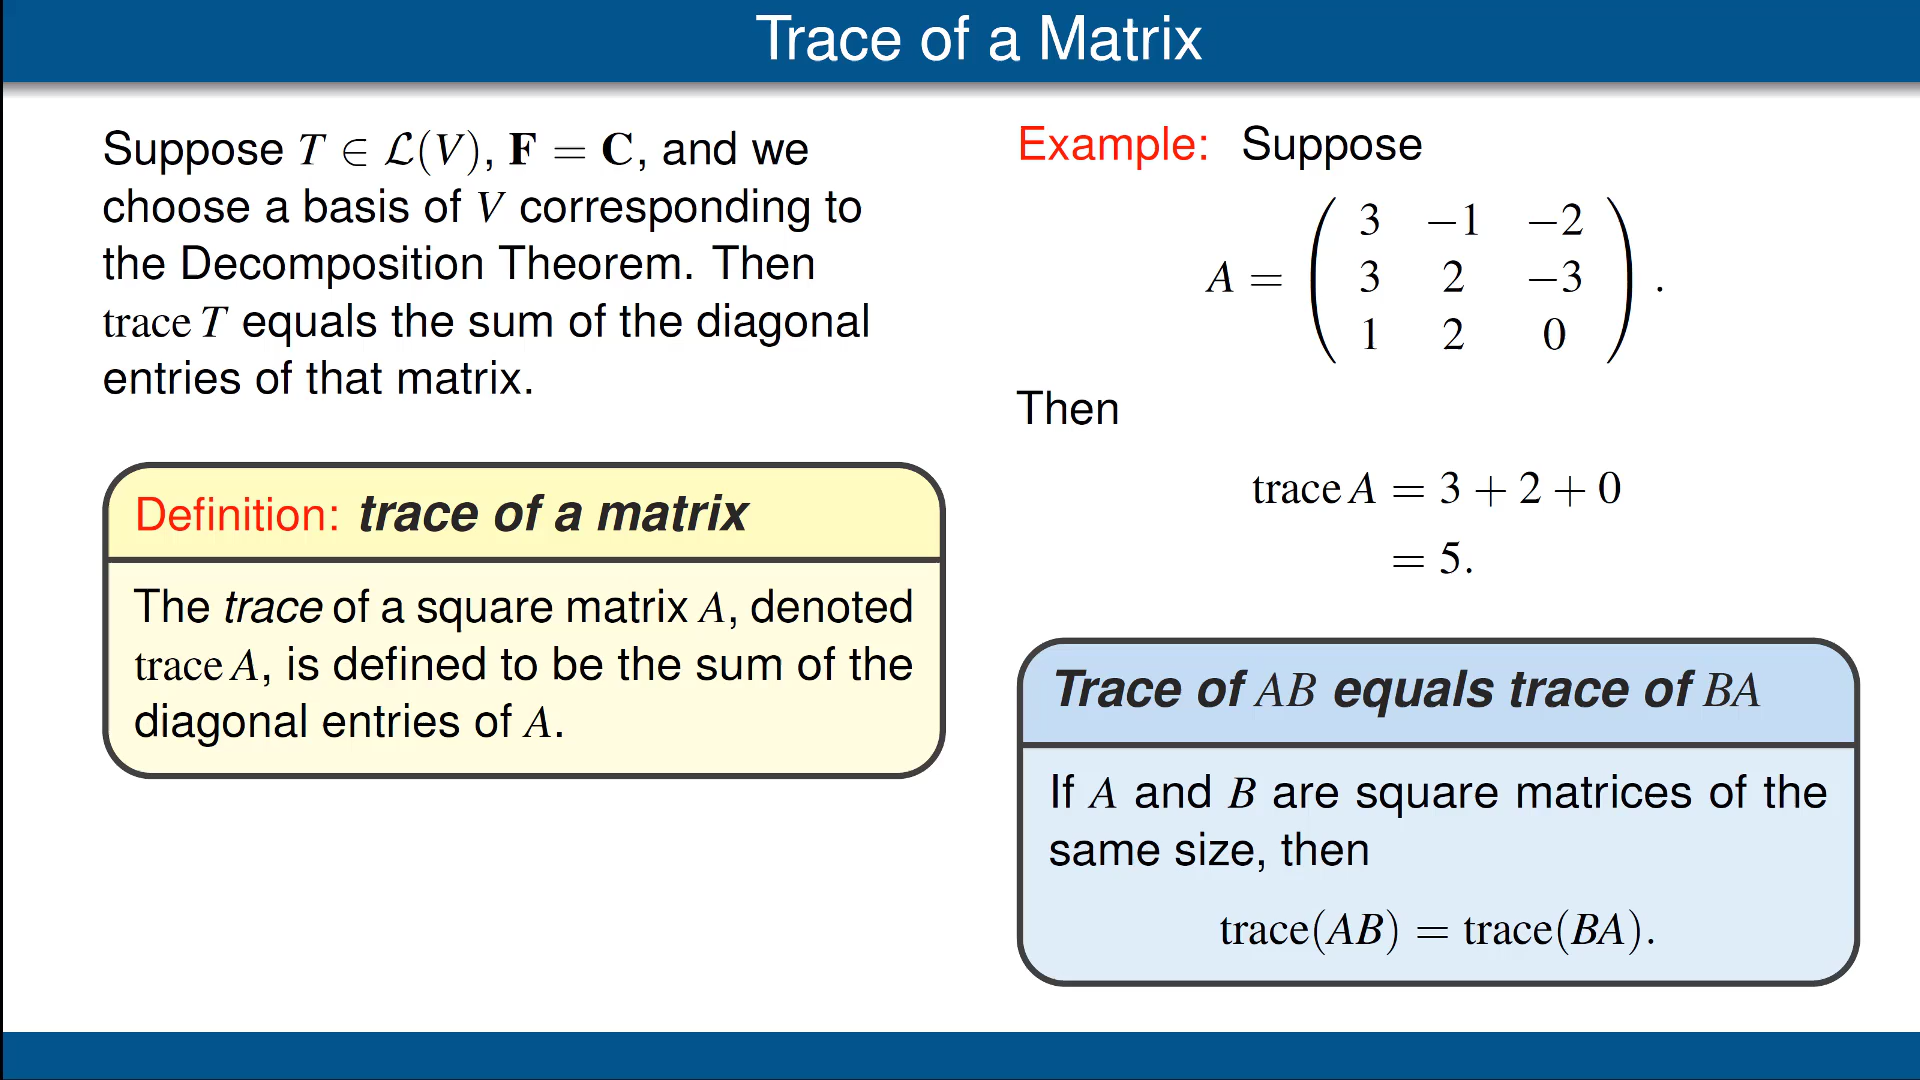 Trace of a Matrix
Suppose T ∈ ℒ(V), F = C, and we
choose a basis of V corresponding to
the Decomposition Theorem. Then
trace T equals the sum of the diagonal
entries of that matrix.
Definition: trace of a matrix
The trace of a square matrix A, denoted
trace A, is defined to be the sum of the
diagonal entries of A.
Example: Suppose
3 −1 −2
A = 3 2 −3 .
1 2 0
Then
trace A = 3 + 2 + 0
= 5.
Trace of AB equals trace of BA
If A and B are square matrices of the
same size, then
trace(AB) = trace(BA).